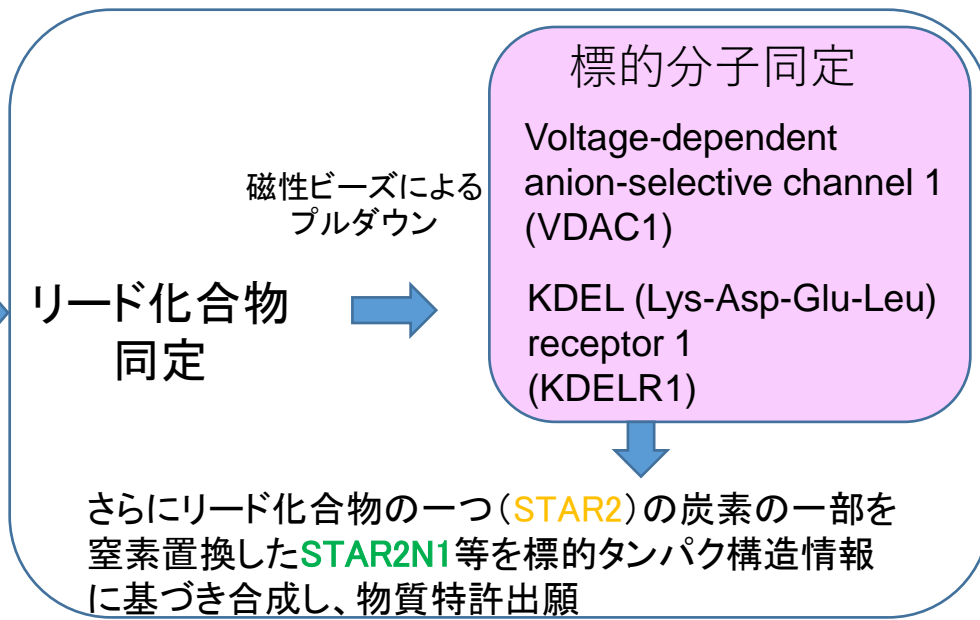 標的分子同定
Voltage-dependent
anion-selective channel 1
(VDAC1)
磁性ビーズによる
プルダウン
リード化合物
同定
KDEL (Lys-Asp-Glu-Leu)
receptor 1
(KDELR1)
さらにリード化合物の一つ（STAR2）の炭素の一部を
窒素置換したSTAR2N1等を標的タンパク構造情報
に基づき合成し、物質特許出願